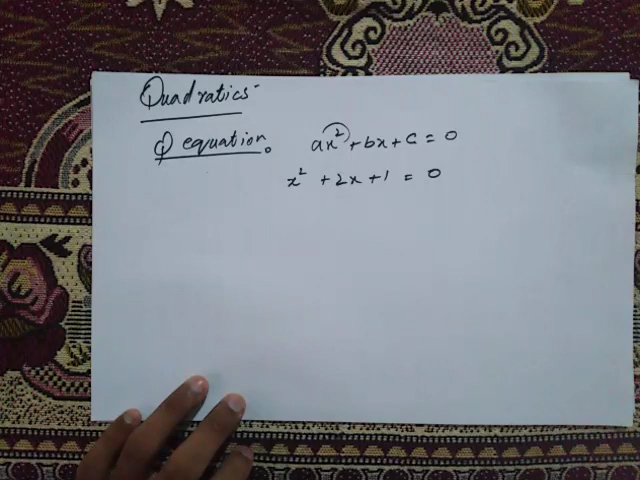 Quadratics-
Q equation. ax² + bx + c = 0
x² + 2x + 1 = 0